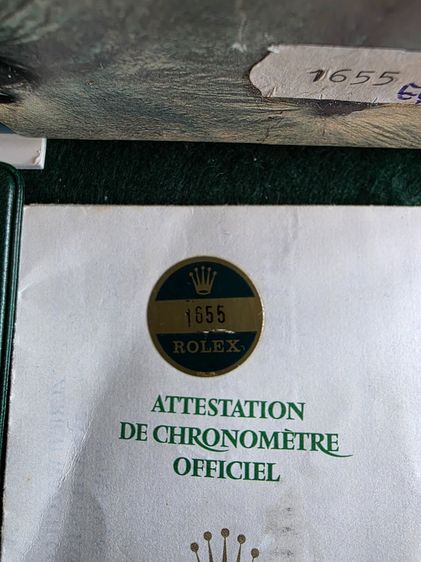 1655
1655
ROLEX
ATTESTATION
DE CHRONOMÈTRE
OFFICIEL